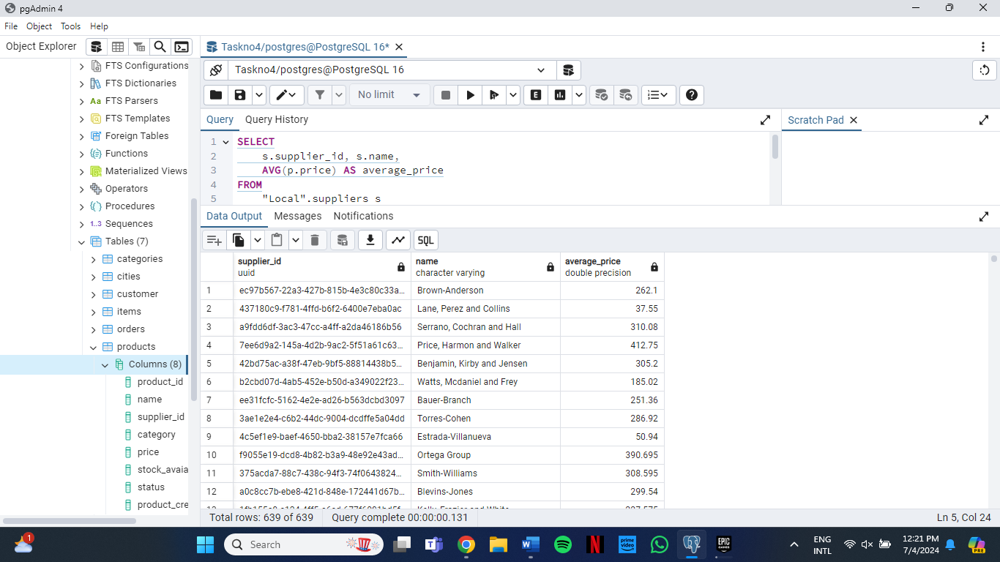 pgAdmin 4
File Object Tools Help
Object Explorer
FTS Configurations
FTS Dictionaries
Aa FTS Parsers
FTS Templates
Foreign Tables
Functions
Materialized Views
Operators
Procedures
1..3 Sequences
Tables (7)
categories
cities
customer
items
orders
products
Columns (8)
product_id
name
supplier_id
category
price
stock_avaia
status
product_cre
Taskno4/postgres@PostgreSQL 16*
Taskno4/postgres@PostgreSQL 16
No limit
E
Query Query History
Scratch Pad
1 SELECT
2 s.supplier_id, s.name,
3 AVG(p.price) AS average_price
4 FROM
5 "Local".suppliers s
Data Output Messages Notifications
SQL
supplier_id name average_price
uuid character varying double precision
1 ec97b567-22a3-427b-815b-4e3c80c33a... Brown-Anderson 262.1
2 437180c9-f781-4ffd-b6f2-6400e7eba0ac Lane, Perez and Collins 37.55
3 a9fdd6df-3ac3-47cc-a4ff-a2da46186b56 Serrano, Cochran and Hall 310.08
4 7ee6d9a2-145a-4d2b-9ac2-5f51a61c63... Price, Harmon and Walker 412.75
5 42bd75ac-a38f-47eb-9bf5-88814438b5... Benjamin, Kirby and Jensen 305.2
6 b2cbd07d-4ab5-452e-b50d-a349022f23... Watts, Mcdaniel and Frey 185.02
7 ee31fcfc-5162-4e2e-ad26-b563dcbd3097 Bauer-Branch 251.36
8 3ae1e2e4-c6b2-44dc-9004-dcdffe5a04dd Torres-Cohen 286.92
9 4c5ef1e9-baef-4650-bba2-38157e7fca66 Estrada-Villanueva 50.94
10 f9055e19-dcd8-4b82-b3a9-48e92e43ad... Ortega Group 390.695
11 375acda7-88c7-438c-94f3-74f0643824... Smith-Williams 308.595
12 a0c8cc7b-ebe8-421d-848e-172441d67b... Blevins-Jones 299.54
Total rows: 639 of 639 Query complete 00:00:00.131 Ln 5, Col 24
1
Search
prime video
EPIC GAMES
ENG
INTL
12:21 PM
7/4/2024
PRE